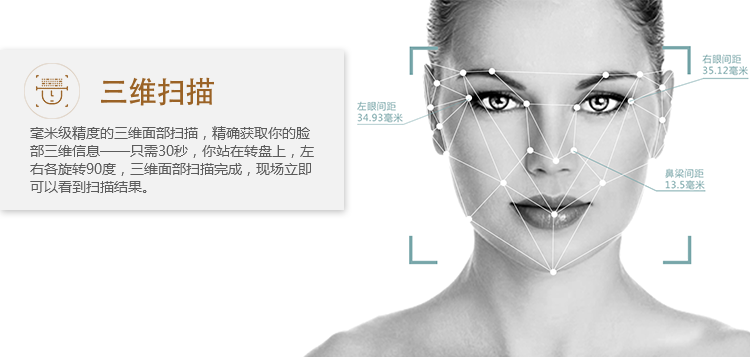 三维扫描
毫米级精度的三维面部扫描，精确获取你的脸
部三维信息——只需30秒，你站在转盘上，左
右各旋转90度，三维面部扫描完成，现场立即
可以看到扫描结果。
左眼间距
34.93毫米
右眼间距
35.12毫米
鼻梁间距
13.5毫米